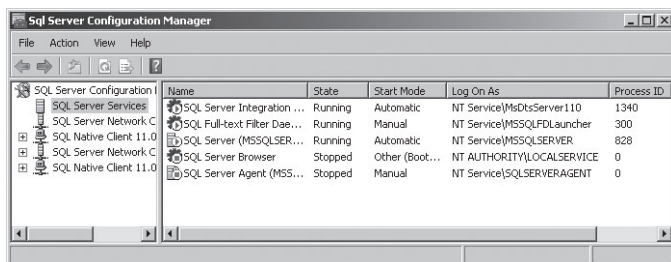 Sql Server Configuration Manager
File Action View Help
SQL Server Configuration
SQL Server Services
SQL Server Network C
SQL Native Client 11.0
SQL Server Network C
SQL Native Client 11.0
Name State Start Mode Log On As Process ID
SQL Server Integration ... Running Automatic NT Service\MsDtsServer110 1340
SQL Full-text Filter Dae... Running Manual NT Service\MSSQLFDLauncher 300
SQL Server (MSSQLSER... Running Automatic NT Service\MSSQLSERVER 828
SQL Server Browser Stopped Other (Boot... NT AUTHORITY\LOCALSERVICE 0
SQL Server Agent (MSS... Stopped Manual NT Service\SQLSERVERAGENT 0